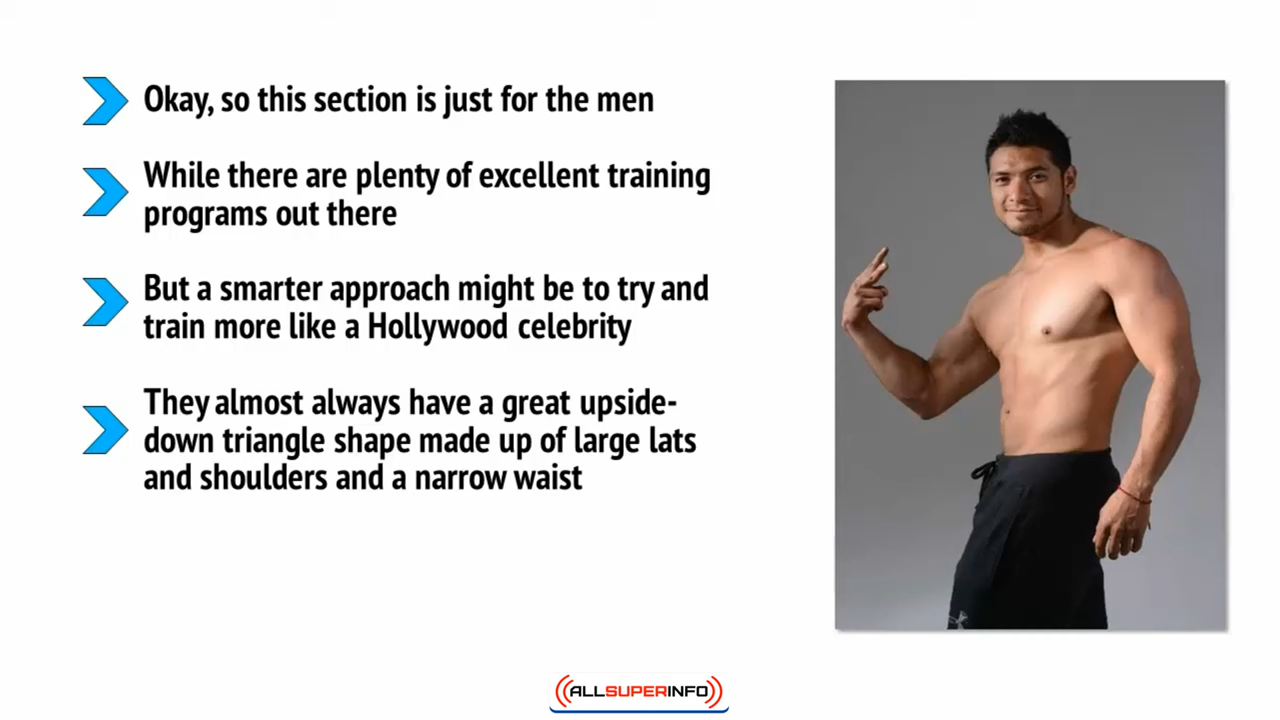 Okay, so this section is just for the men
While there are plenty of excellent training
programs out there
But a smarter approach might be to try and
train more like a Hollywood celebrity
They almost always have a great upside-
down triangle shape made up of large lats
and shoulders and a narrow waist
ALLSUPERINFO